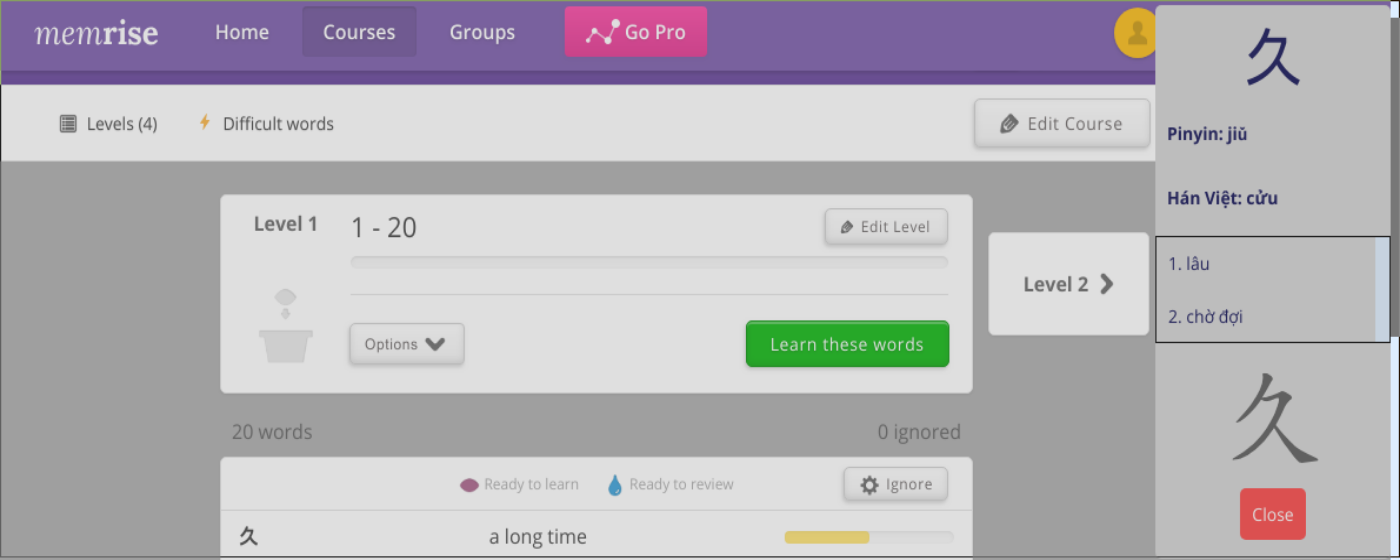 memrise Home Courses Groups Go Pro
Levels (4) Difficult words Edit Course
Level 1 1 - 20 Edit Level
Options Learn these words
Level 2
20 words 0 ignored
Ready to learn Ready to review Ignore
久 a long time
久
Pinyin: jiǔ
Hán Việt: cửu
1. lâu
2. chờ đợi
久
Close